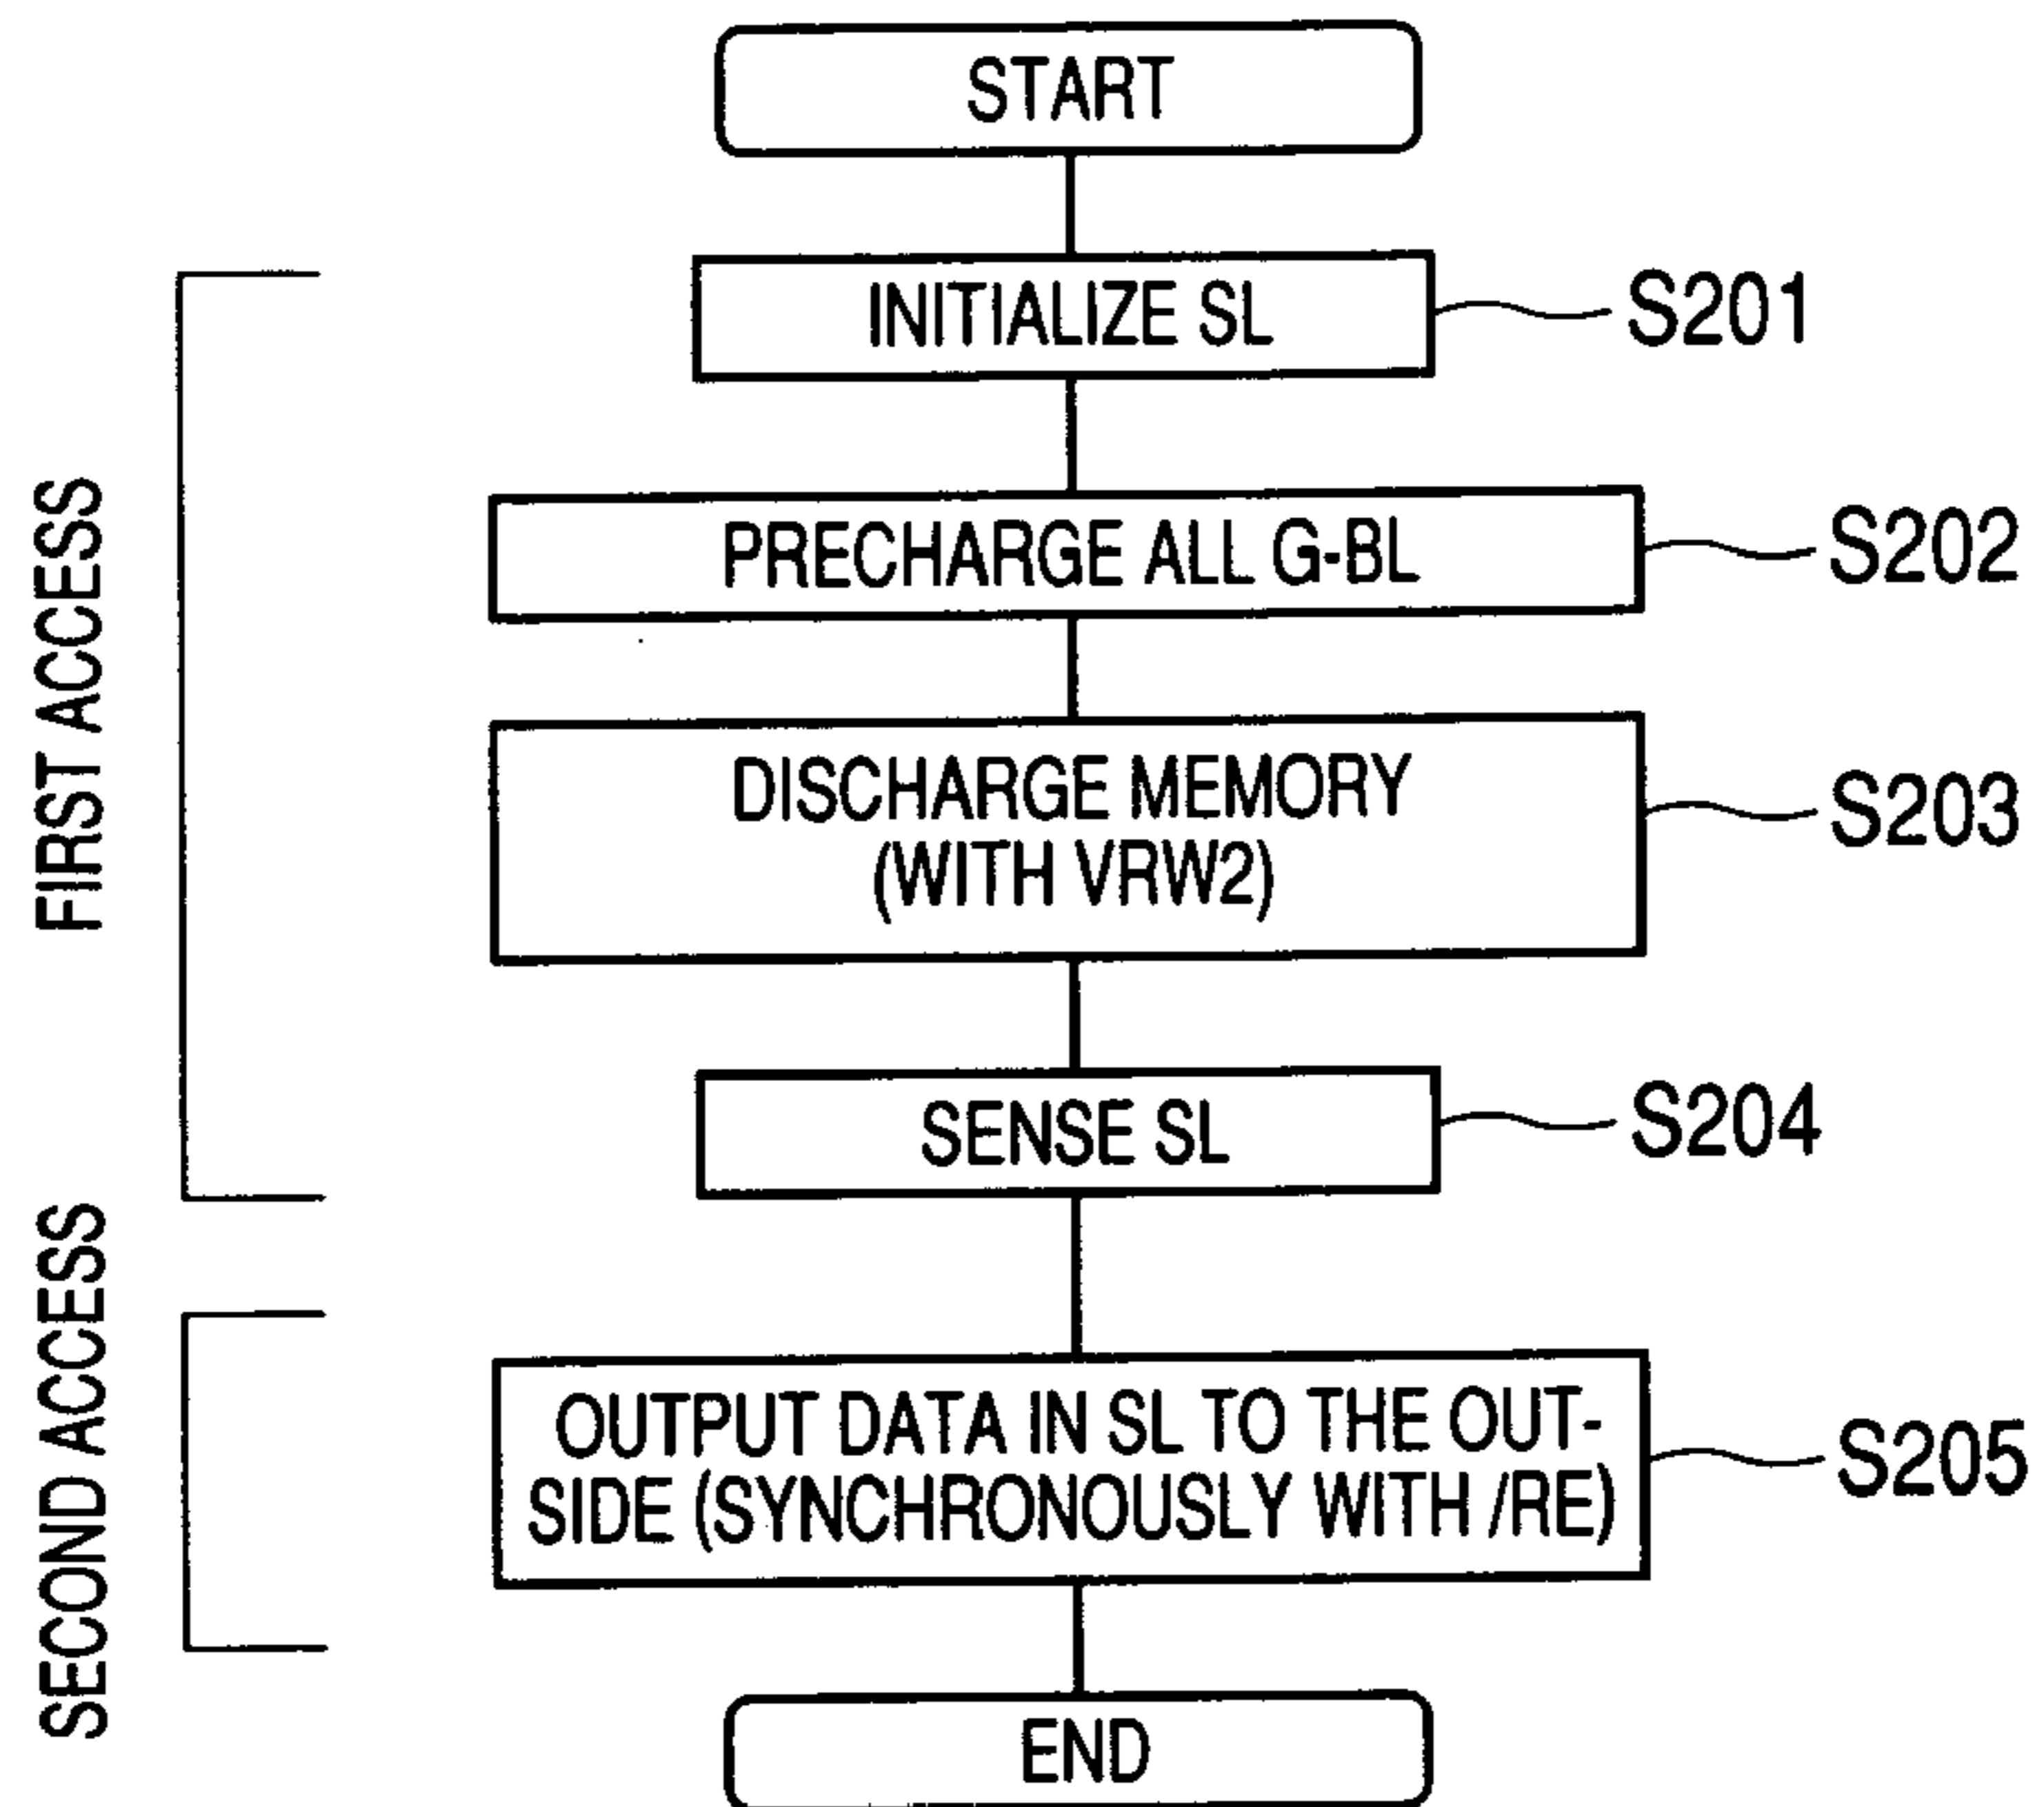 START
INITIALIZE SL
S201
PRECHARGE ALL G-BL
S202
FIRST ACCESS
DISCHARGE MEMORY
(WITH VRW2)
S203
SENSE SL
S204
SECOND ACCESS
OUTPUT DATA IN SL TO THE OUT-
SIDE (SYNCHRONOUSLY WITH /RE)
S205
END